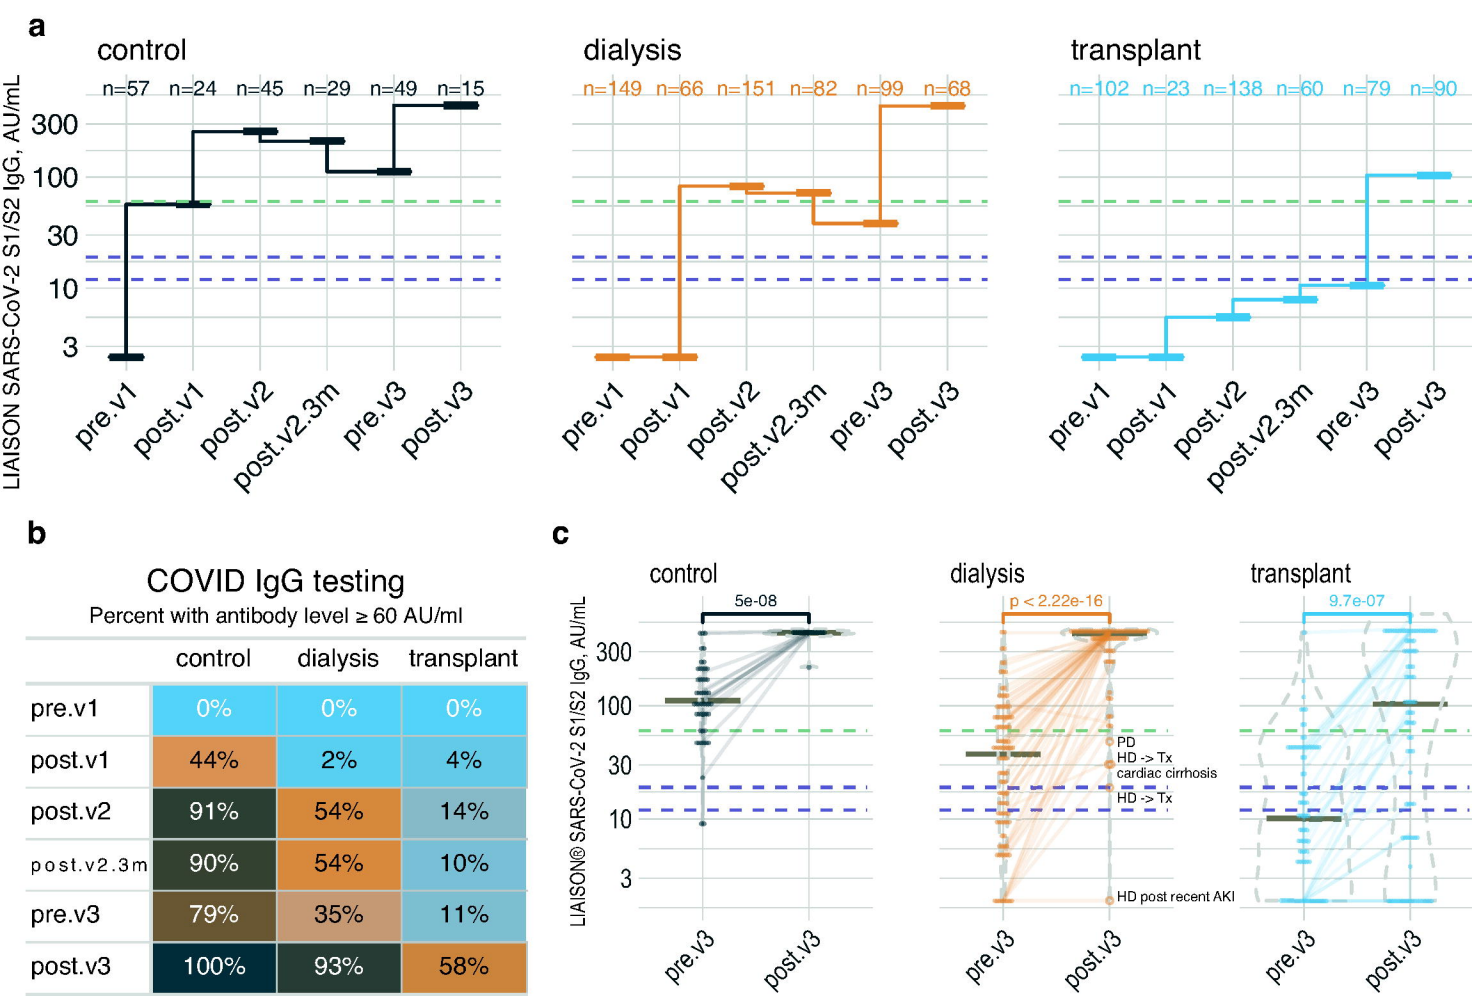 a
control
dialysis
transplant
n=57 n=24 n=45 n=29 n=49 n=15
n=149 n=66 n=151 n=82 n=99 n=68
n=102 n=23 n=138 n=60 n=79 n=90
LIAISON SARS-CoV-2 S1/S2 IgG, AU/mL
300
100
30
10
3
pre.v1 post.v1 post.v2 post.v2.3m pre.v3 post.v3
pre.v1 post.v1 post.v2 post.v2.3m pre.v3 post.v3
pre.v1 post.v1 post.v2 post.v2.3m pre.v3 post.v3
b
COVID IgG testing
Percent with antibody level ≥ 60 AU/ml
control dialysis transplant
pre.v1 0% 0% 0%
post.v1 44% 2% 4%
post.v2 91% 54% 14%
post.v2.3m 90% 54% 10%
pre.v3 79% 35% 11%
post.v3 100% 93% 58%
c
control
dialysis
transplant
5e-08
p < 2.22e-16
9.7e-07
LIAISON® SARS-CoV-2 S1/S2 IgG, AU/mL
300
100
30
10
3
PD
HD -> Tx
cardiac cirrhosis
HD -> Tx
HD post recent AKI
pre.v3 post.v3
pre.v3 post.v3
pre.v3 post.v3